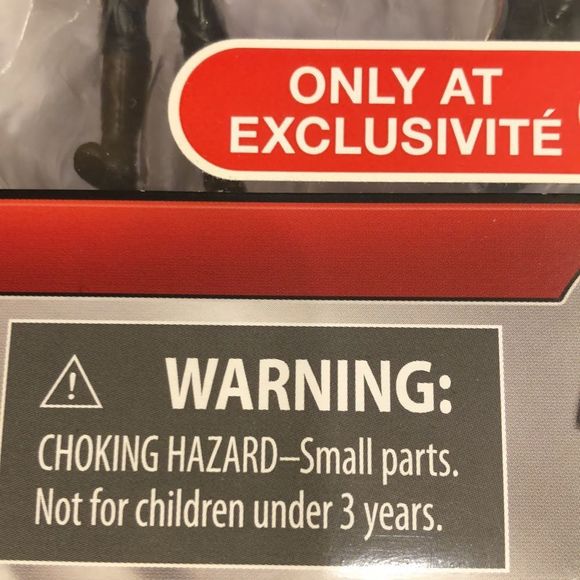 ONLY AT
EXCLUSIVITÉ
WARNING:
CHOKING HAZARD–Small parts.
Not for children under 3 years.